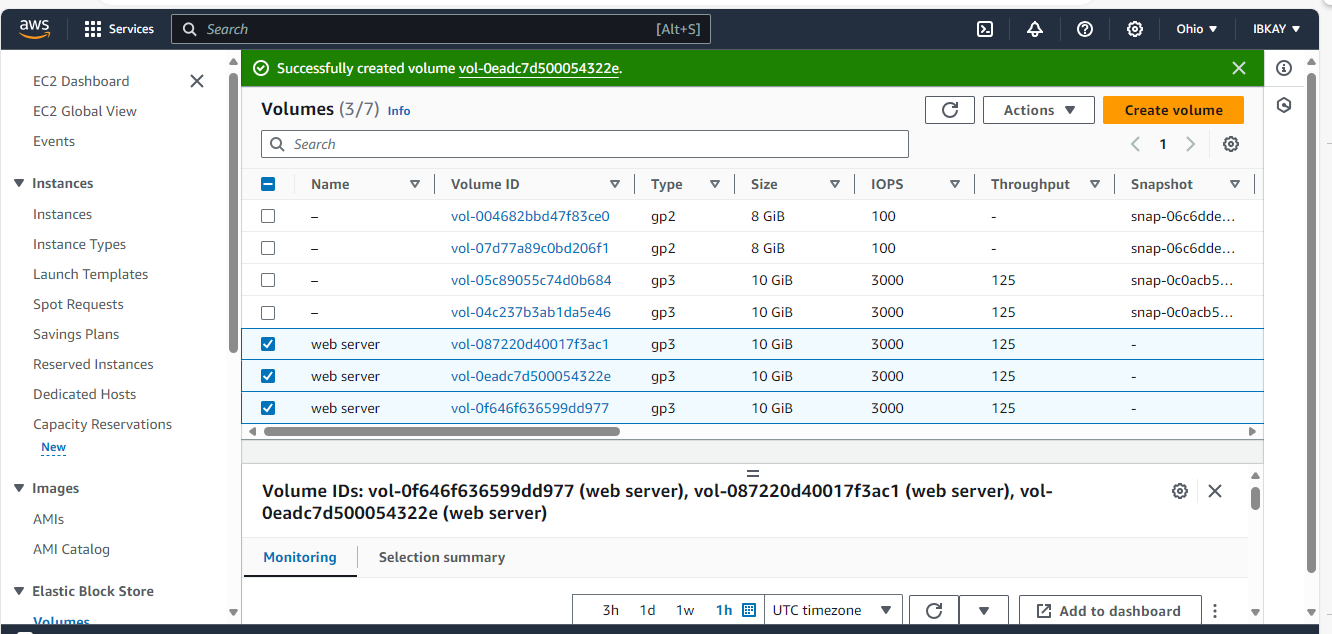 aws Services Search [Alt+S] Ohio IBKAY
EC2 Dashboard
EC2 Global View
Events
Instances
Instances
Instance Types
Launch Templates
Spot Requests
Savings Plans
Reserved Instances
Dedicated Hosts
Capacity Reservations
New
Images
AMIs
AMI Catalog
Elastic Block Store
Volumes
Successfully created volume vol-0eadc7d500054322e.
Volumes (3/7) Info Actions Create volume
Search 1
Name Volume ID Type Size IOPS Throughput Snapshot
– vol-004682bbd47f83ce0 gp2 8 GiB 100 - snap-06c6dde...
– vol-07d77a89c0bd206f1 gp2 8 GiB 100 - snap-06c6dde...
– vol-05c89055c74d0b684 gp3 10 GiB 3000 125 snap-0c0acb5...
– vol-04c237b3ab1da5e46 gp3 10 GiB 3000 125 snap-0c0acb5...
web server vol-087220d40017f3ac1 gp3 10 GiB 3000 125 -
web server vol-0eadc7d500054322e gp3 10 GiB 3000 125 -
web server vol-0f646f636599dd977 gp3 10 GiB 3000 125 -
Volume IDs: vol-0f646f636599dd977 (web server), vol-087220d40017f3ac1 (web server), vol-
0eadc7d500054322e (web server)
Monitoring Selection summary
3h 1d 1w 1h UTC timezone Add to dashboard